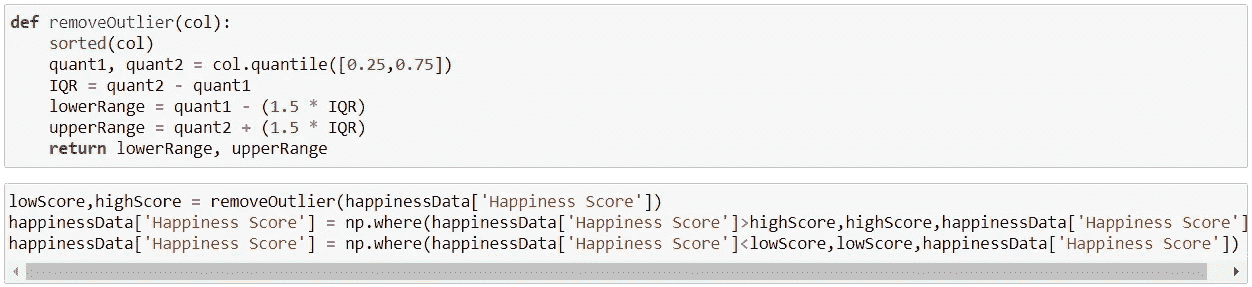 def removeOutlier(col):
    sorted(col)
    quant1, quant2 = col.quantile([0.25,0.75])
    IQR = quant2 - quant1
    lowerRange = quant1 - (1.5 * IQR)
    upperRange = quant2 + (1.5 * IQR)
    return lowerRange, upperRange
lowScore,highScore = removeOutlier(happinessData['Happiness Score'])
happinessData['Happiness Score'] = np.where(happinessData['Happiness Score']>highScore,highScore,happinessData['Happiness Score']
happinessData['Happiness Score'] = np.where(happinessData['Happiness Score']<lowScore,lowScore,happinessData['Happiness Score'])